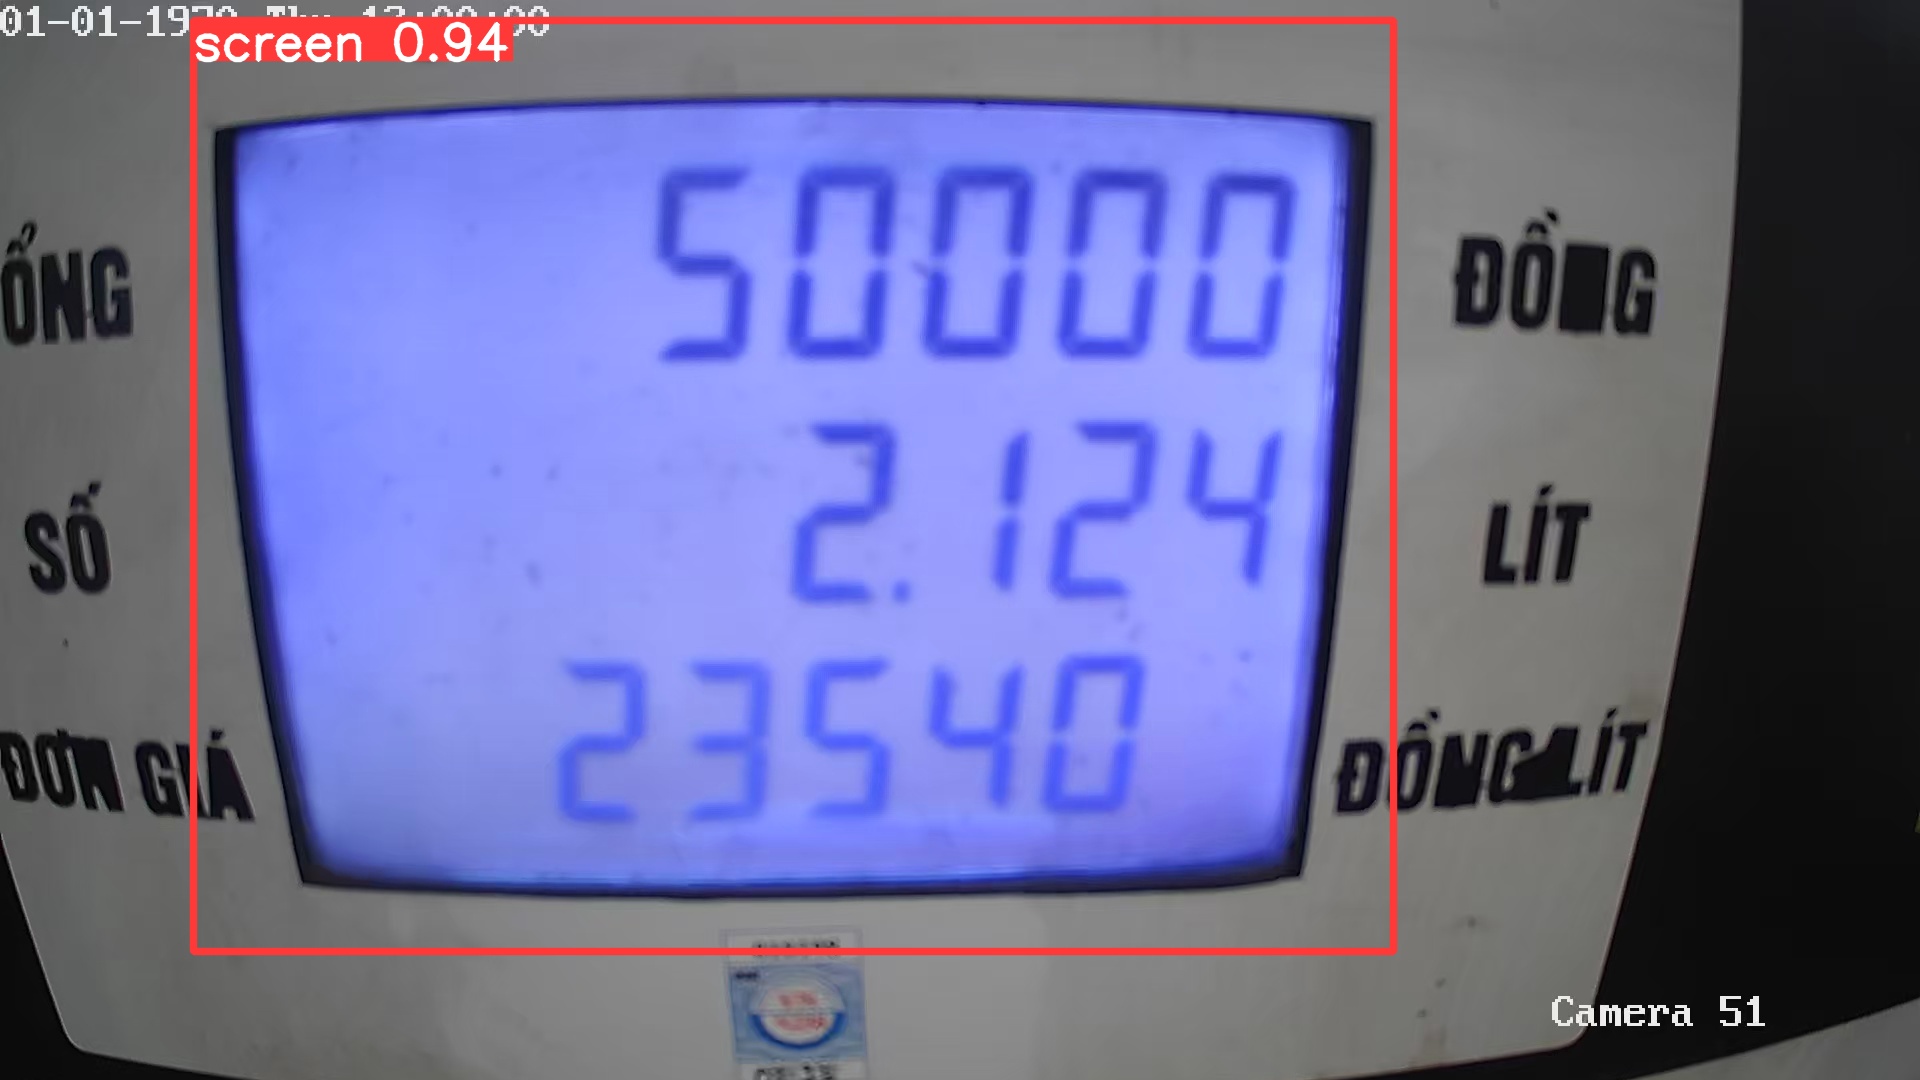 screen 0.94
50000
ỔNG ĐỒNG
2.124
SỐ LÍT
23540
ĐƠN GIÁ ĐỒNG/LÍT
Camera 51